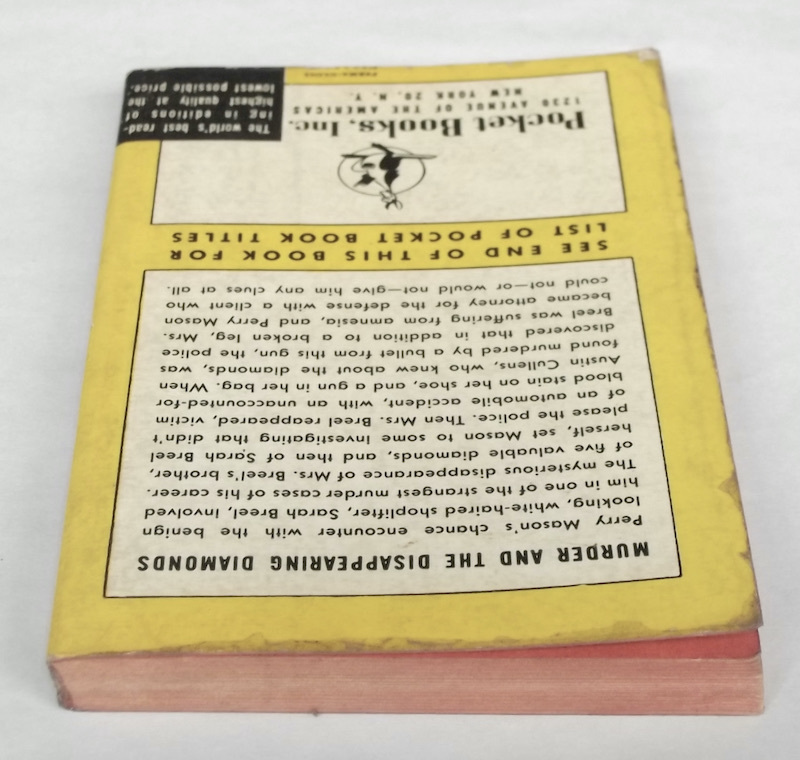 MURDER AND THE DISAPPEARING DIAMONDS
Perry Mason's chance encounter with the benign
looking, white-haired shoplifter, Sarah Breel, involved
him in one of the strangest murder cases of his career.
The mysterious disappearance of Mrs. Breel's brother,
of five valuable diamonds, and then of Sarah Breel
herself, set Mason to some investigating that didn't
please the police. Then Mrs. Breel reappeared, victim
of an automobile accident, with an unaccounted-for
blood stain on her shoe, and a gun in her bag. When
Austin Cullens, who knew about the diamonds, was
found murdered by a bullet from this gun, the police
discovered that in addition to a broken leg, Mrs.
Breel was suffering from amnesia, and Perry Mason
became attorney for the defense with a client who
could not—or would not—give him any clues at all.
SEE END OF THIS BOOK FOR
LIST OF POCKET BOOK TITLES
Pocket Books, Inc.
1230 AVENUE OF THE AMERICAS
NEW YORK 20, N. Y.
The world's best read-
ing in editions of
highest quality at the
lowest possible price.